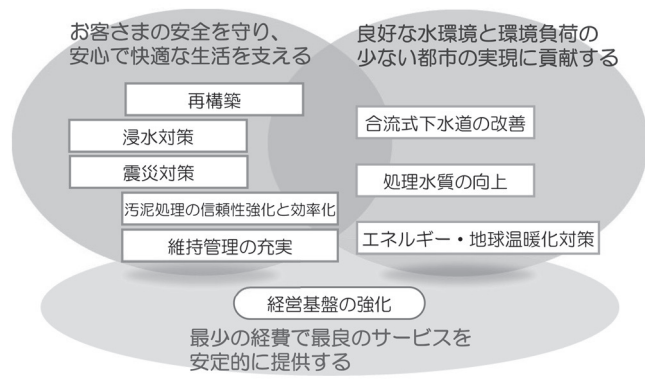 お客さまの安全を守り、
安心で快適な生活を支える
再構築
浸水対策
震災対策
汚泥処理の信頼性強化と効率化
維持管理の充実
良好な水環境と環境負荷の
少ない都市の実現に貢献する
合流式下水道の改善
処理水質の向上
エネルギー・地球温暖化対策
経営基盤の強化
最少の経費で最良のサービスを
安定的に提供する